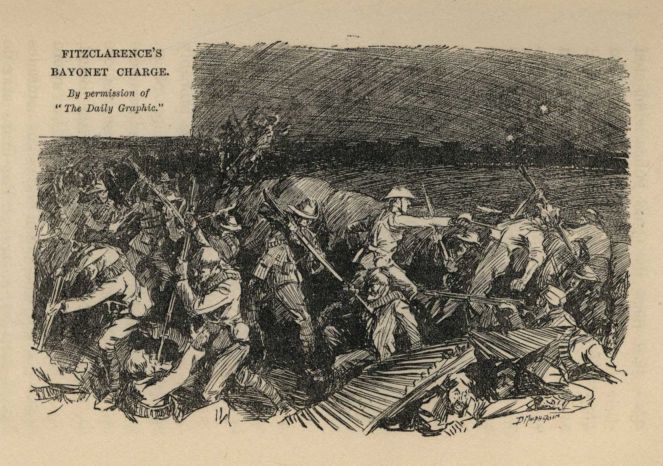 FITZCLARENCE'S
BAYONET CHARGE.
By permission of
"The Daily Graphic."